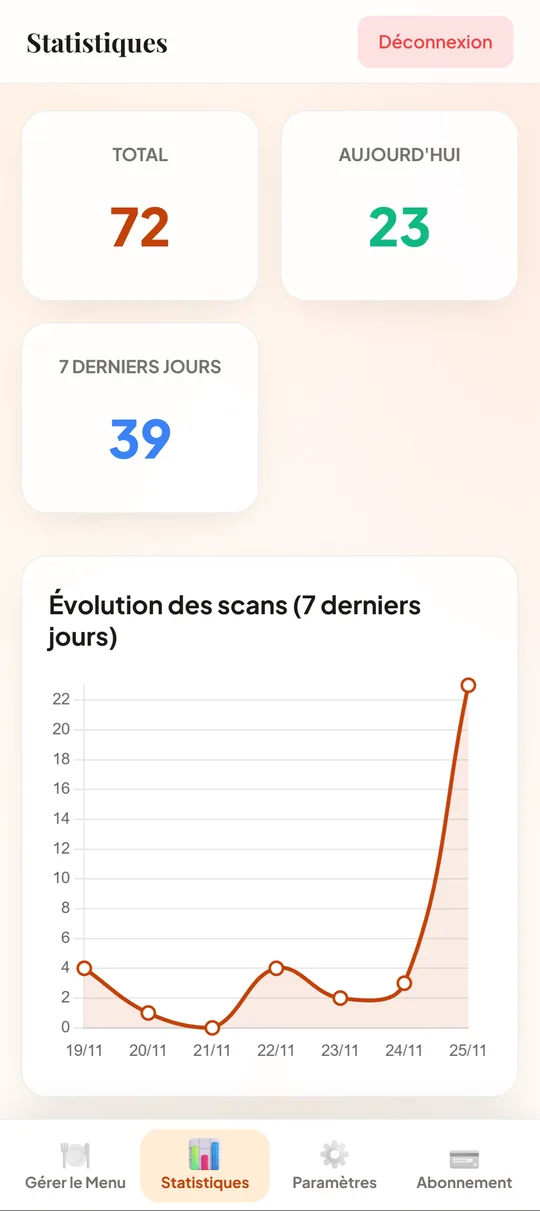 Statistiques
Déconnexion
TOTAL
72
AUJOURD'HUI
23
7 DERNIERS JOURS
39
Évolution des scans (7 derniers
jours)
22
20
18
16
14
12
10
8
6
4
2
0
19/11 20/11 21/11 22/11 23/11 24/11 25/11
Gérer le Menu
Statistiques
Paramètres
Abonnement